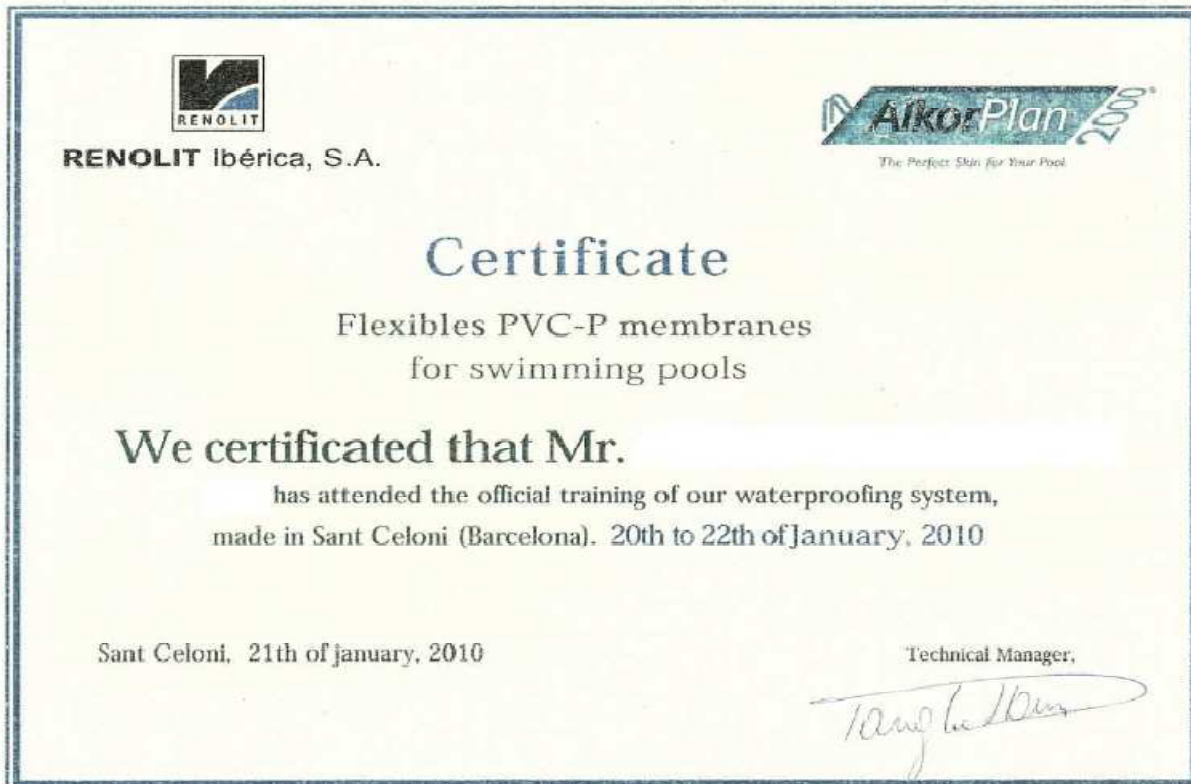 RENOLIT
RENOLIT Ibérica, S.A.
AlkorPlan 2000®
The Perfect Skin for Your Pool
Certificate
Flexibles PVC-P membranes
for swimming pools
We certificated that Mr.
has attended the official training of our waterproofing system,
made in Sant Celoni (Barcelona), 20th to 22th of January, 2010
Sant Celoni, 21th of january, 2010
Technical Manager,